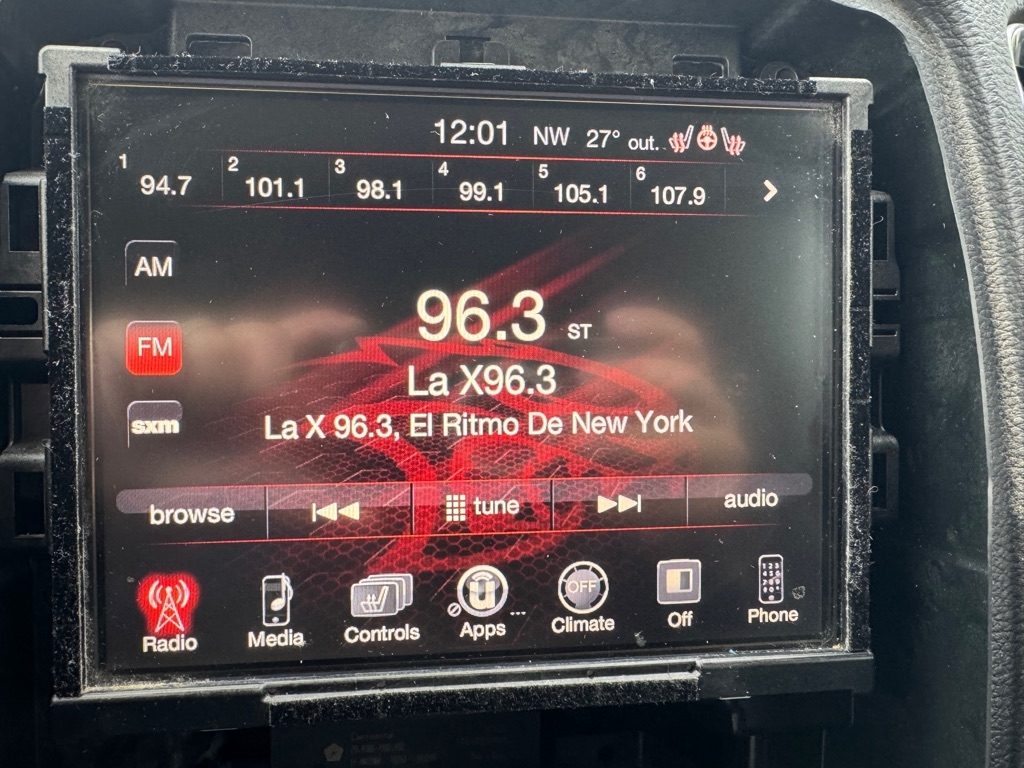 12:01 NW 27° out.
1 94.7 2 101.1 3 98.1 4 99.1 5 105.1 6 107.9
AM
96.3 ST
FM
La X96.3
sxm
La X 96.3, El Ritmo De New York
browse tune audio
OFF
Radio Media Controls Apps ... Climate Off Phone
Continental